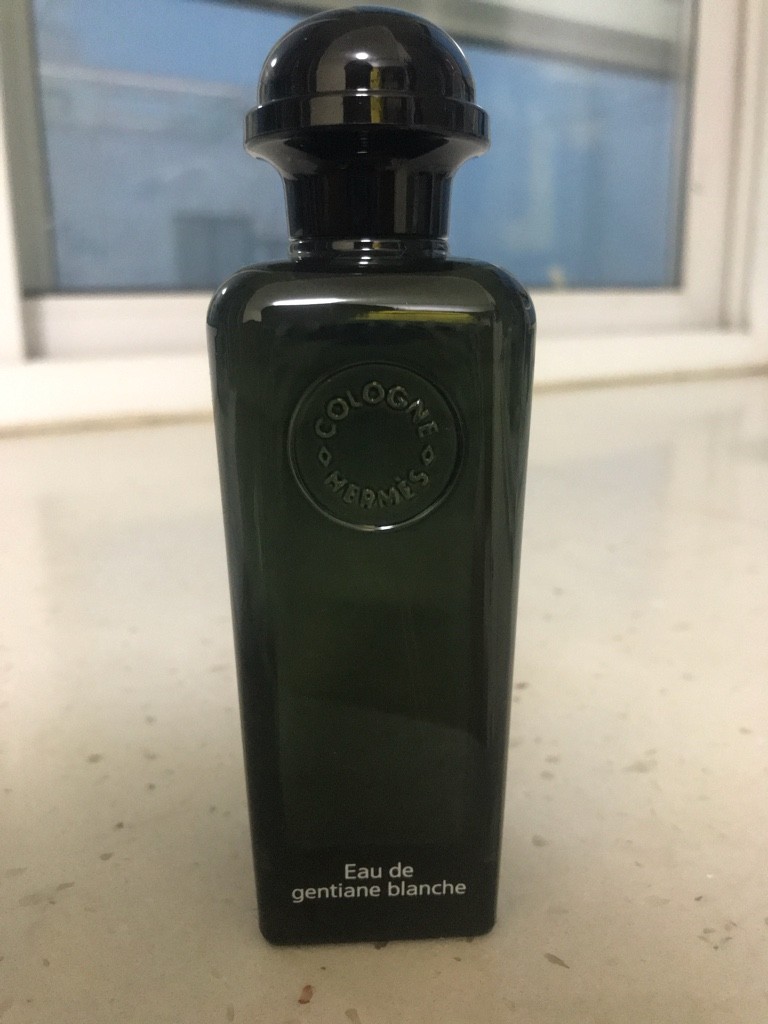 COLOGNE
HERMÈS
Eau de
gentiane blanche